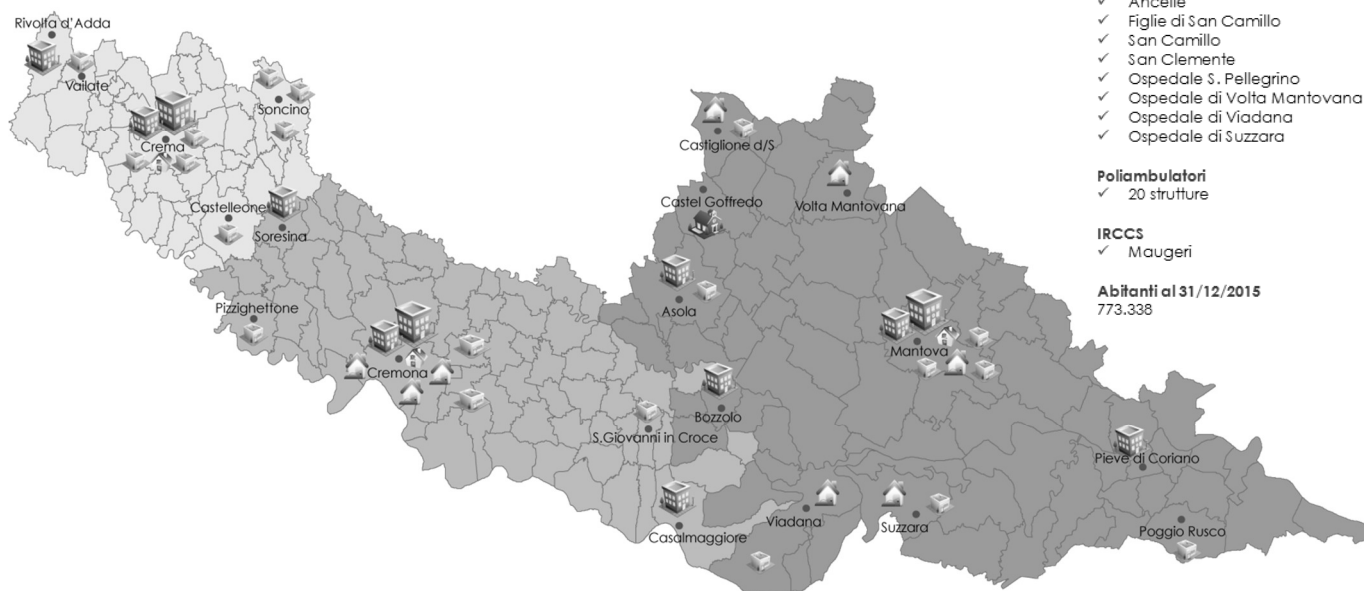 Ancelle
✓ Figlie di San Camillo
✓ San Camillo
✓ San Clemente
✓ Ospedale S. Pellegrino
✓ Ospedale di Volta Mantovana
✓ Ospedale di Viadana
✓ Ospedale di Suzzara
Poliambulatori
✓ 20 strutture
IRCCS
✓ Maugeri
Abitanti al 31/12/2015
773.338
Rivolta d'Adda
Vailate
Soncino
Crema
Castelleone
Soresina
Pizzighettone
Cremona
S.Giovanni in Croce
Casalmaggiore
Castiglione d/S
Castel Goffredo
Volta Mantovana
Asola
Mantova
Bozzolo
Viadana
Suzzara
Pieve di Coriano
Poggio Rusco